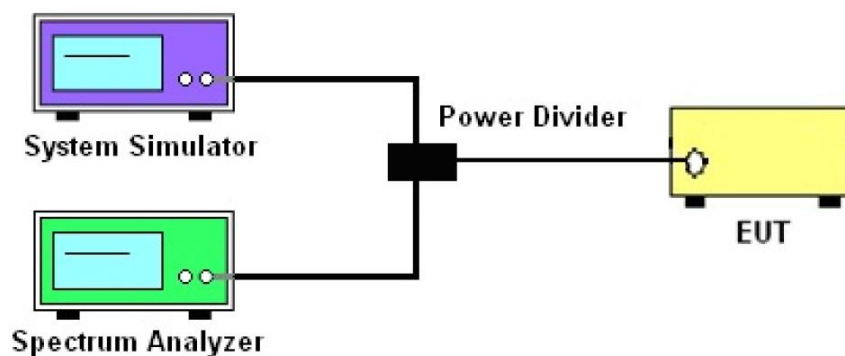 System Simulator
Power Divider
EUT
Spectrum Analyzer